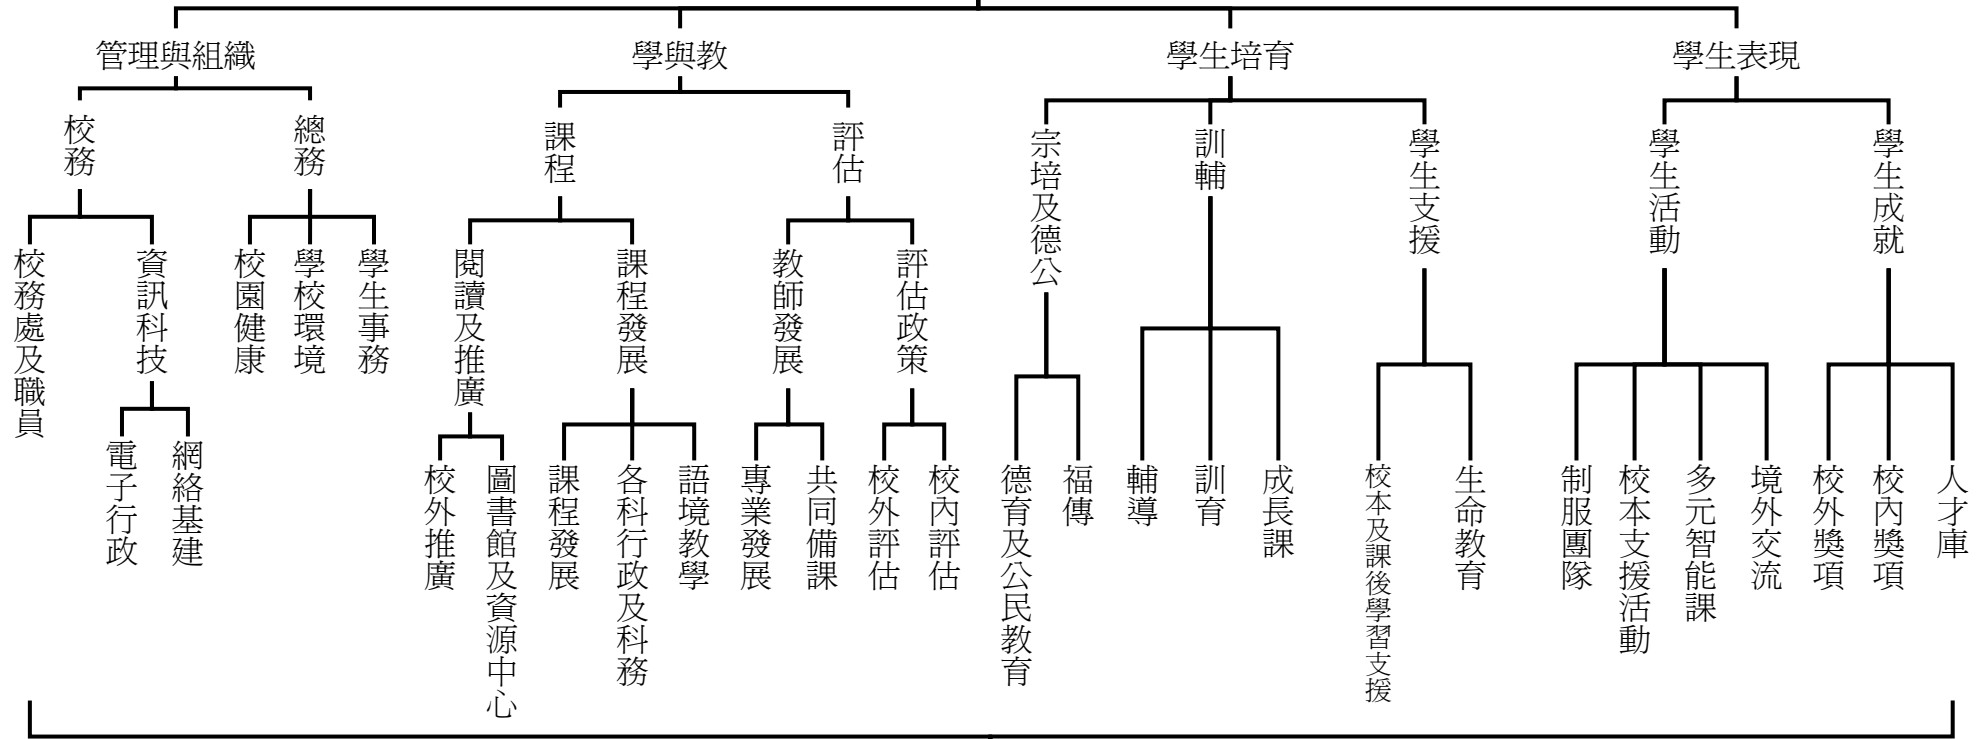 管理與組織
學與教
學生培育
學生表現
校務
總務
課程
評估
宗培及德公
訓輔
學生支援
學生活動
學生成就
校務處及職員
資訊科技
校園健康
學校環境
學生事務
閱讀及推廣
課程發展
教師發展
評估政策
電子行政
網絡基建
校外推廣
圖書館及資源中心
課程發展
各科行政及科務
語境教學
專業發展
共同備課
校外評估
校內評估
德育及公民教育
福傳
輔導
訓育
成長課
校本及課後學習支援
生命教育
制服團隊
校本支援活動
多元智能課
境外交流
校外獎項
校內獎項
人才庫